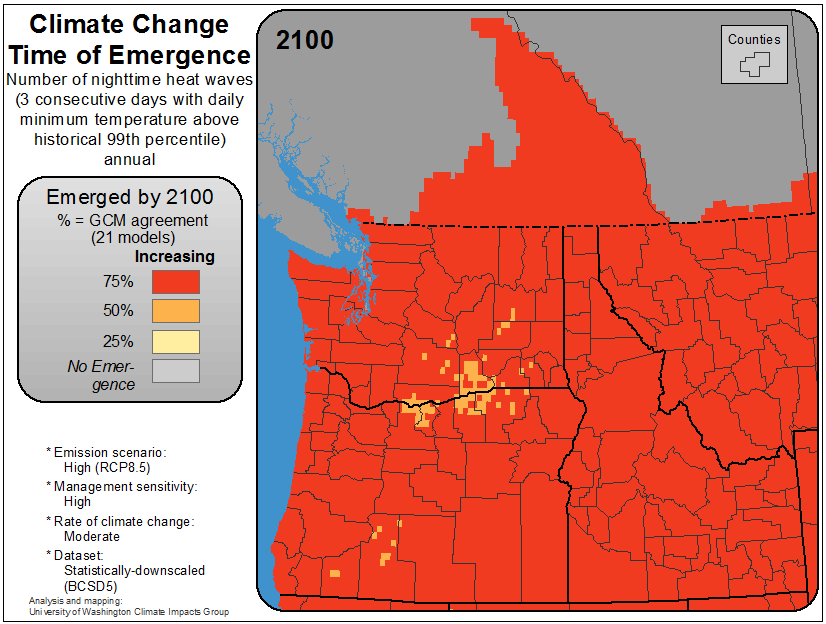 Climate Change
Time of Emergence
Number of nighttime heat waves
(3 consecutive days with daily
minimum temperature above
historical 99th percentile)
annual
Emerged by 2100
% = GCM agreement
(21 models)
Increasing
75%
50%
25%
No Emer-
gence
* Emission scenario:
High (RCP8.5)
* Management sensitivity:
High
* Rate of climate change:
Moderate
* Dataset:
Statistically-downscaled
(BCSD5)
Analysis and mapping:
University of Washington Climate Impacts Group
2100
Counties